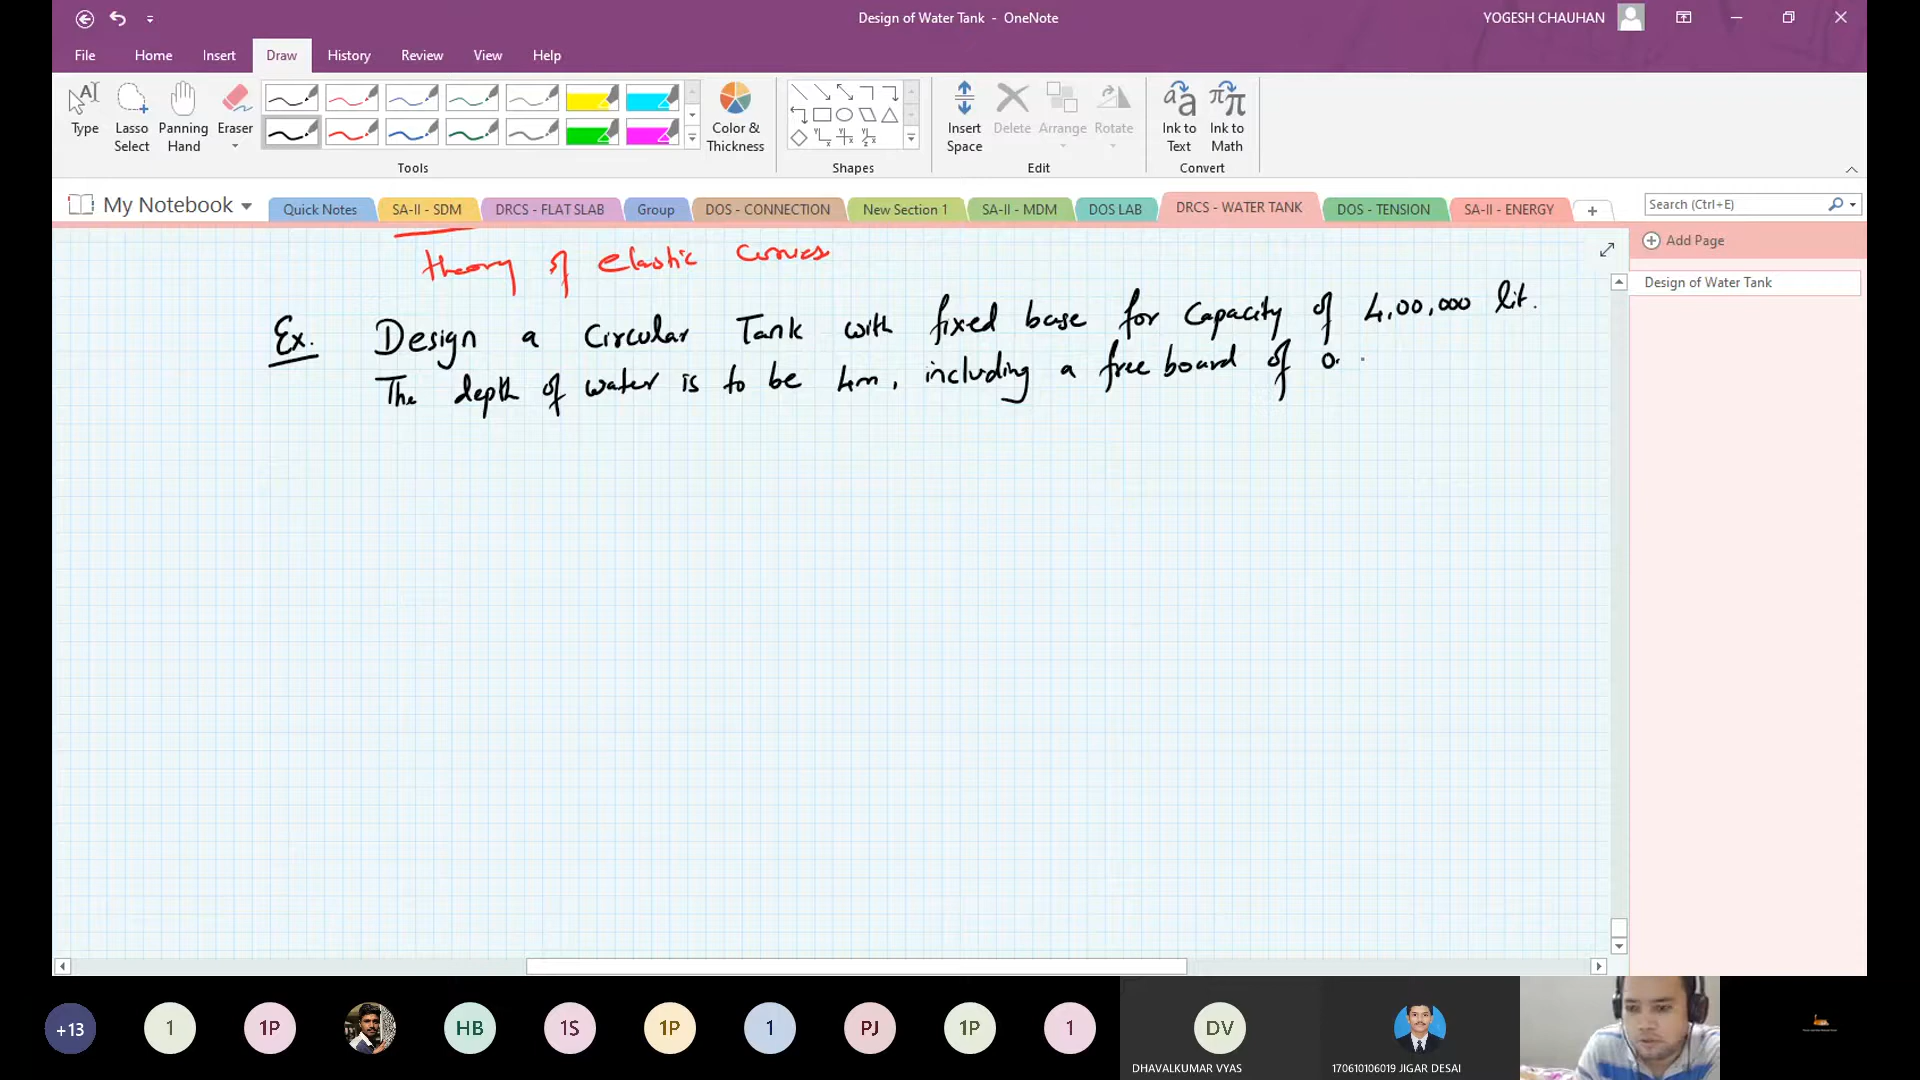 Design of Water Tank - OneNote
YOGESH CHAUHAN
File Home Insert Draw History Review View Help
Type
Lasso Select
Panning Hand
Eraser
Color & Thickness
Insert Space
Delete
Arrange
Rotate
Ink to Text
Ink to Math
Tools
Shapes
Edit
Convert
My Notebook
Quick Notes
SA-II - SDM
DRCS - FLAT SLAB
Group
DOS - CONNECTION
New Section 1
SA-II - MDM
DOS LAB
DRCS - WATER TANK
DOS - TENSION
SA-II - ENERGY
Search (Ctrl+E)
Add Page
Design of Water Tank
theory of elastic curves
Ex. Design a Circular Tank with fixed base for Capacity of 4,00,000 lit.
The depth of water is to be 4m, including a free board of 0.
+13
1
1P
HB
1S
1P
1
PJ
1P
1
DV
DHAVALKUMAR VYAS
170610106019 JIGAR DESAI